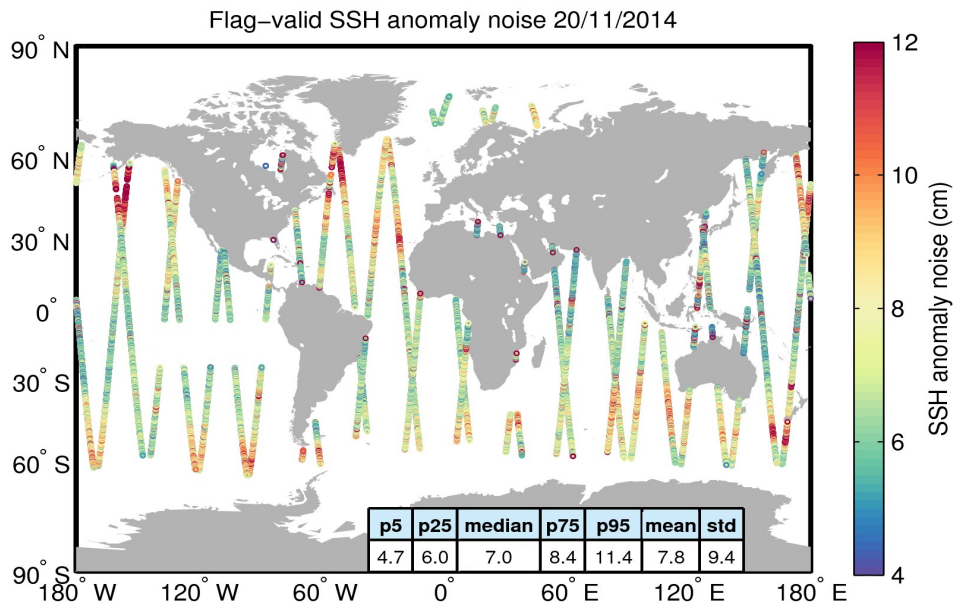 Flag−valid SSH anomaly noise 20/11/2014
90° N
60° N
30° N
0°
30° S
60° S
90° S
180° W
120° W
60° W
0°
60° E
120° E
180° E
p5 p25 median p75 p95 mean std
4.7 6.0 7.0 8.4 11.4 7.8 9.4
12
10
8
6
4
SSH anomaly noise (cm)